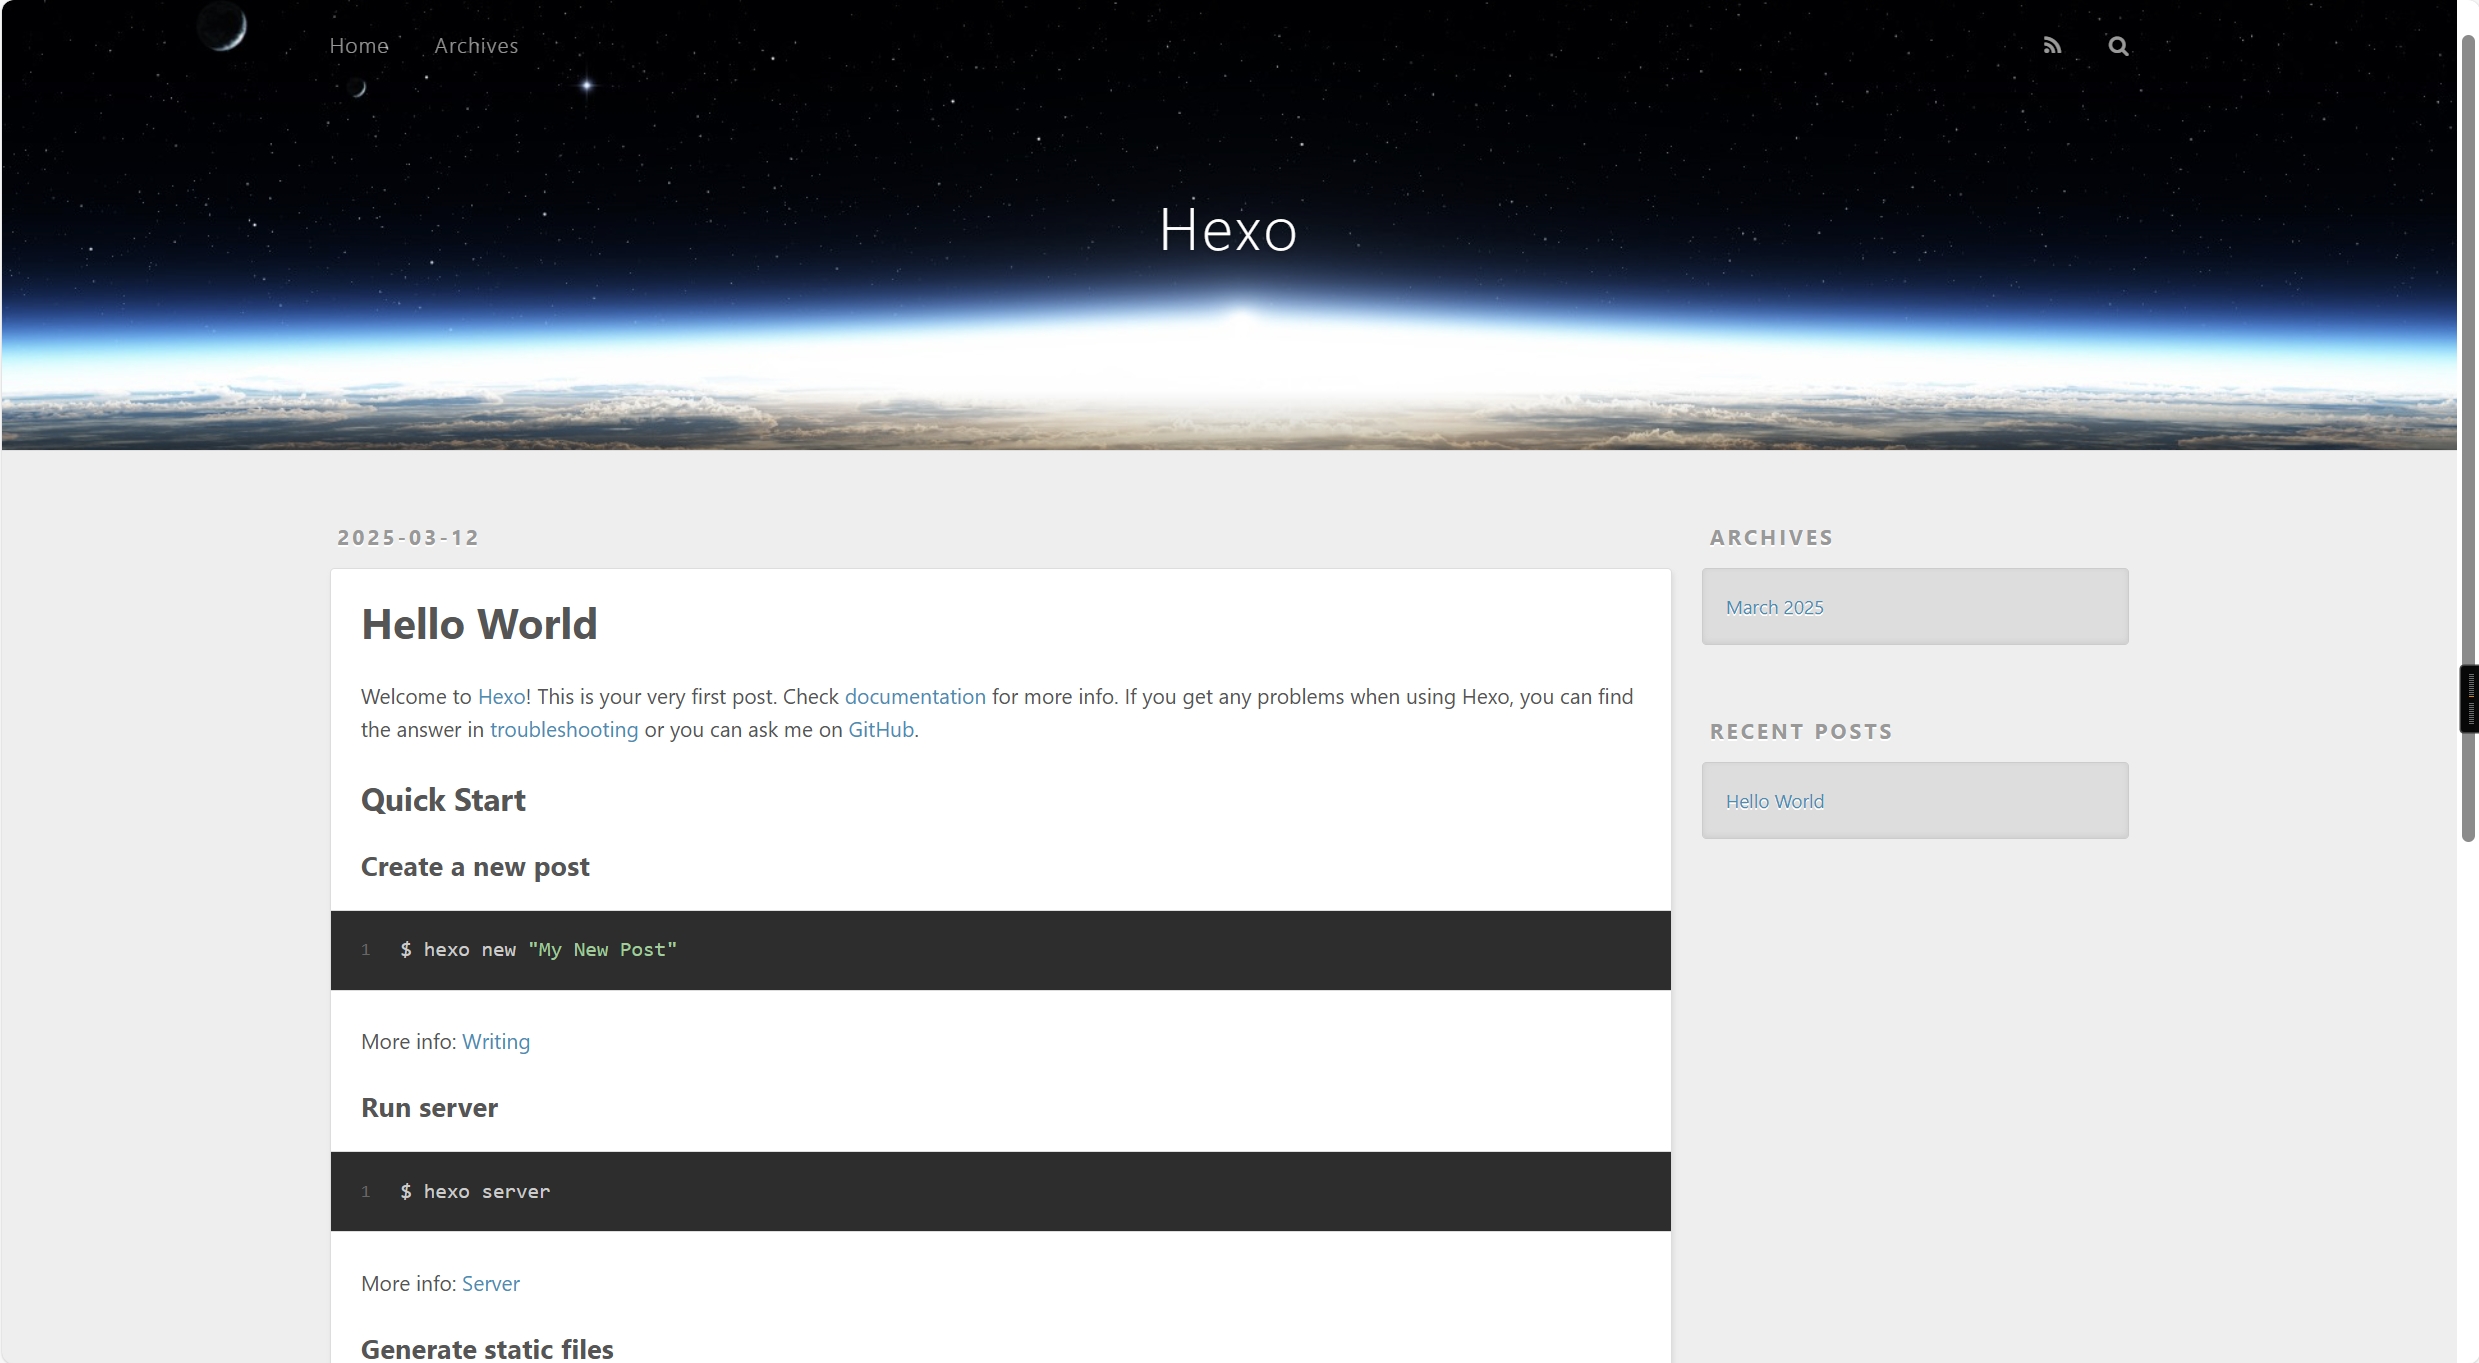 Home Archives
Hexo
2025-03-12
Hello World
Welcome to Hexo! This is your very first post. Check documentation for more info. If you get any problems when using Hexo, you can find
the answer in troubleshooting or you can ask me on GitHub.
Quick Start
Create a new post
1 $ hexo new "My New Post"
More info: Writing
Run server
1 $ hexo server
More info: Server
Generate static files
ARCHIVES
March 2025
RECENT POSTS
Hello World